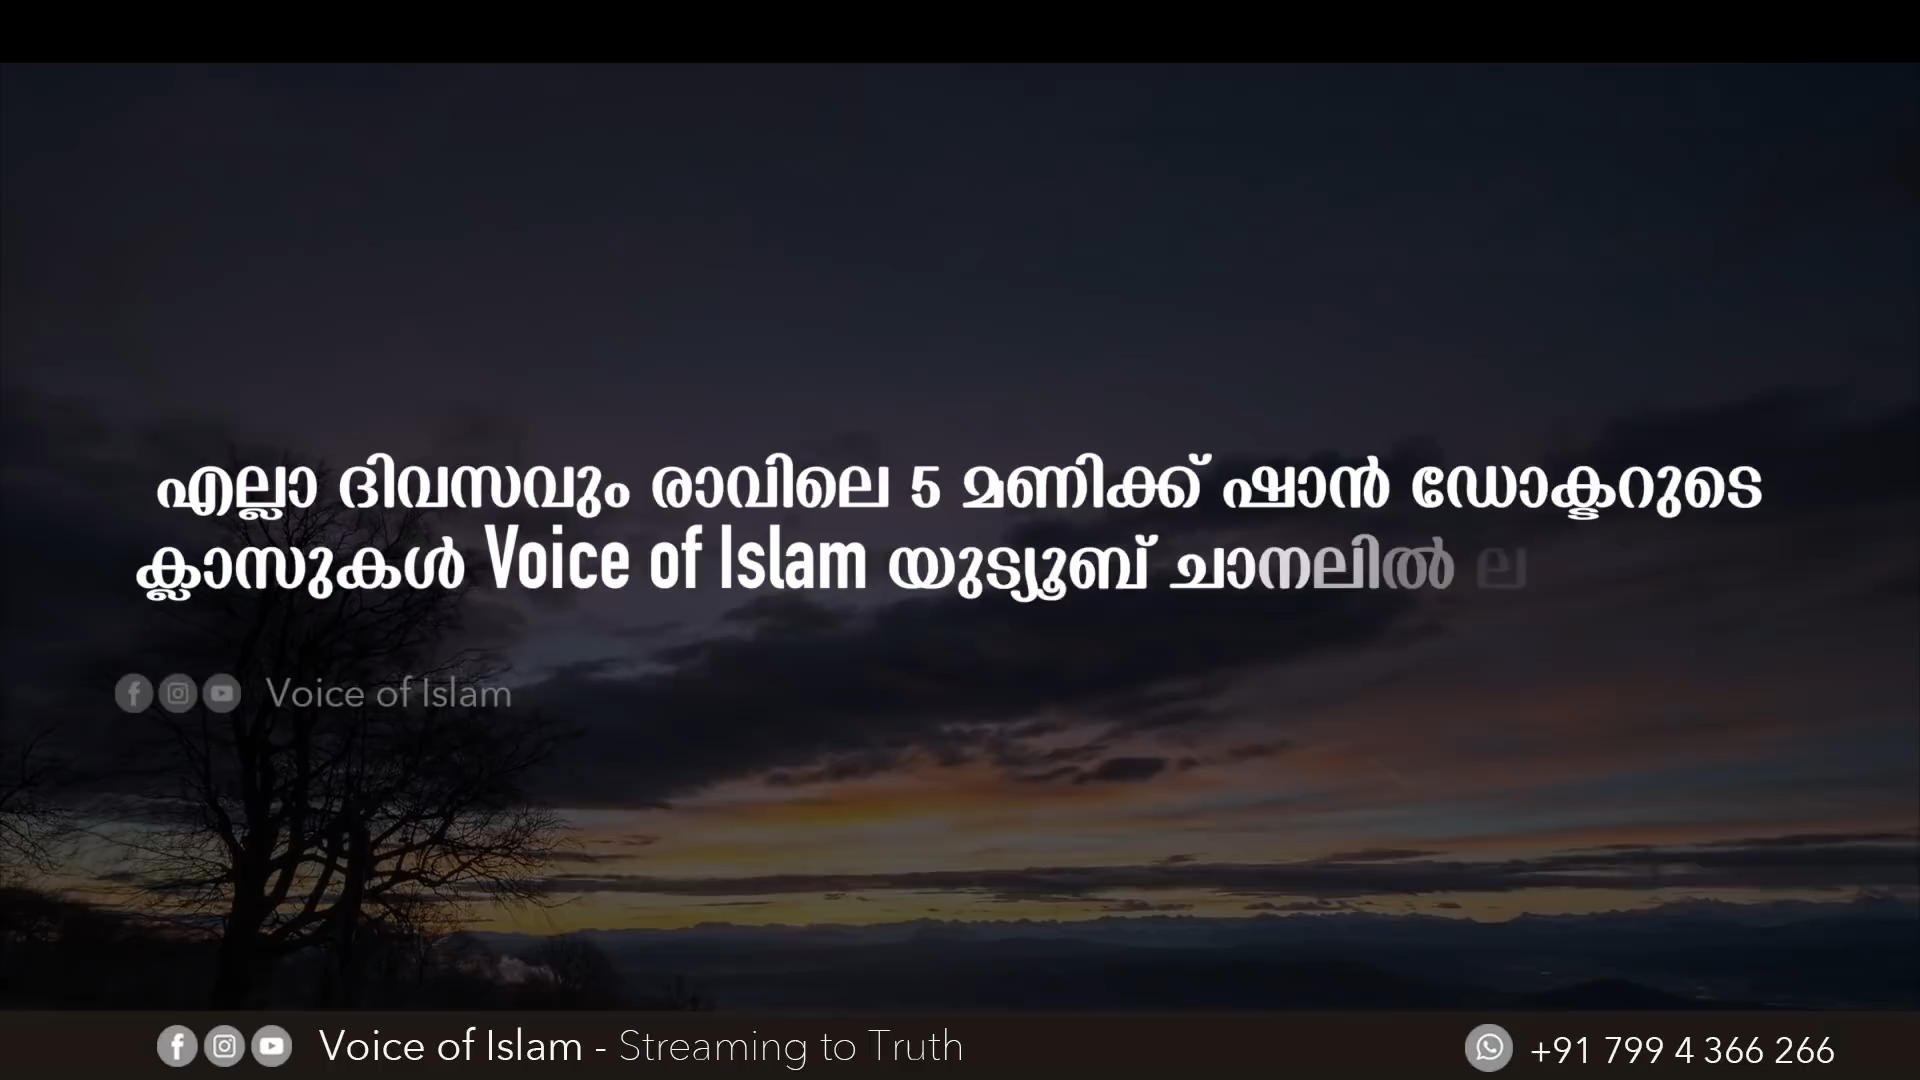 എല്ലാ ദിവസവും രാവിലെ 5 മണിക്ക് ഷാൻ ഡോക്ടറുടെ
ക്ലാസുകൾ Voice of Islam യുട്യൂബ് ചാനലിൽ ല
Voice of Islam
Voice of Islam - Streaming to Truth
+91 799 4 366 266